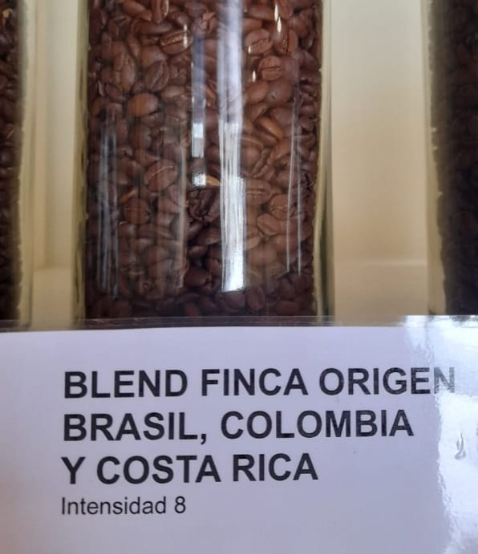 BLEND FINCA ORIGEN
BRASIL, COLOMBIA
Y COSTA RICA
Intensidad 8